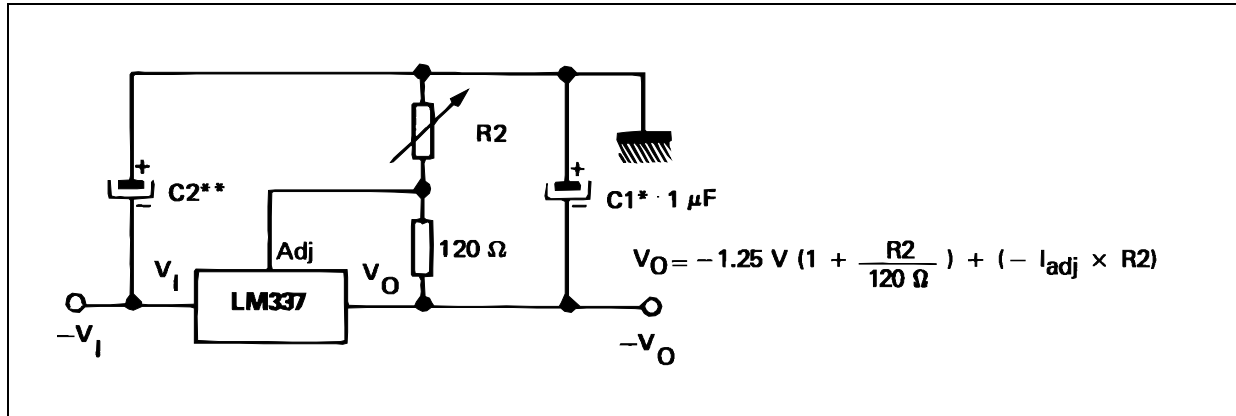 R2
C2**
+
−
+
−
C1* · 1 μF
Adj
120 Ω
V_I
LM337
V_O
−V_I
−V_O
V_O = −1.25 V (1 + R2 / 120 Ω) + (− I_adj × R2)